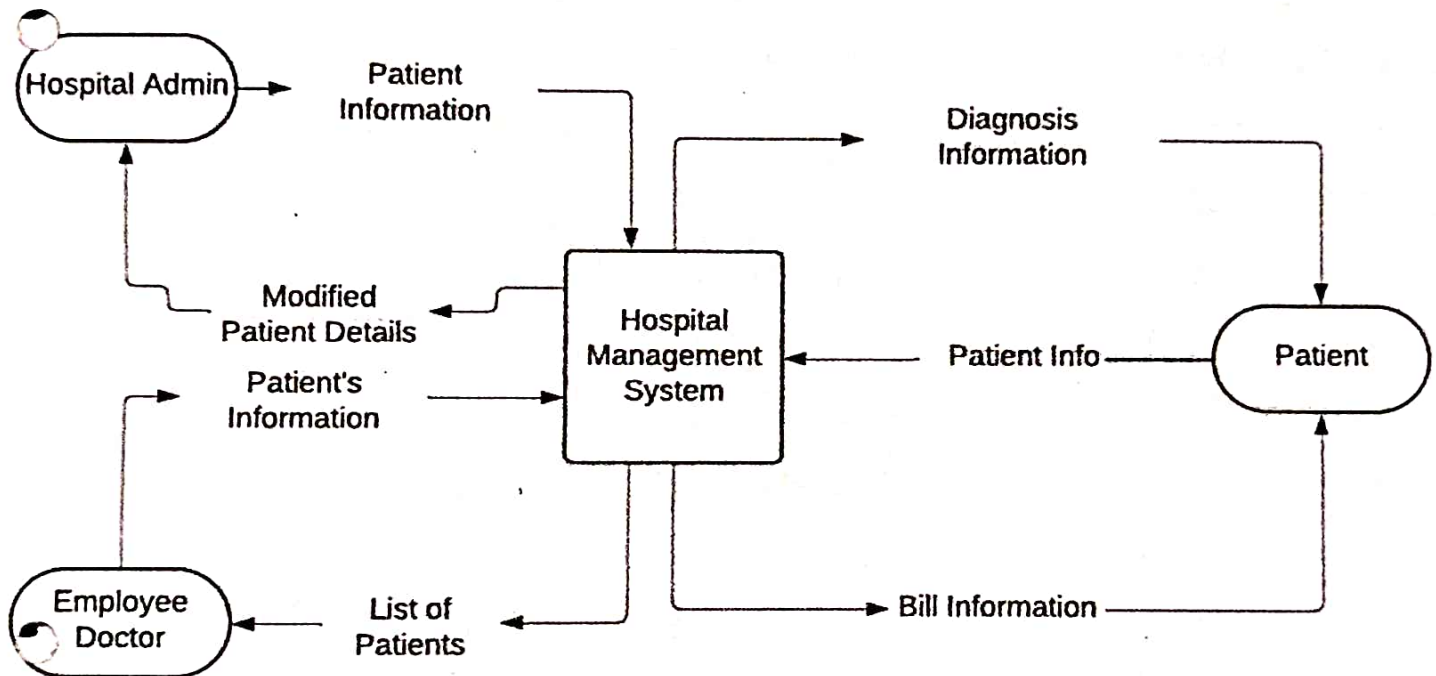 Hospital Admin
Patient
Information
Diagnosis
Information
Modified
Patient Details
Hospital
Management
System
Patient Info
Patient
Patient's
Information
Employee
Doctor
List of
Patients
Bill Information